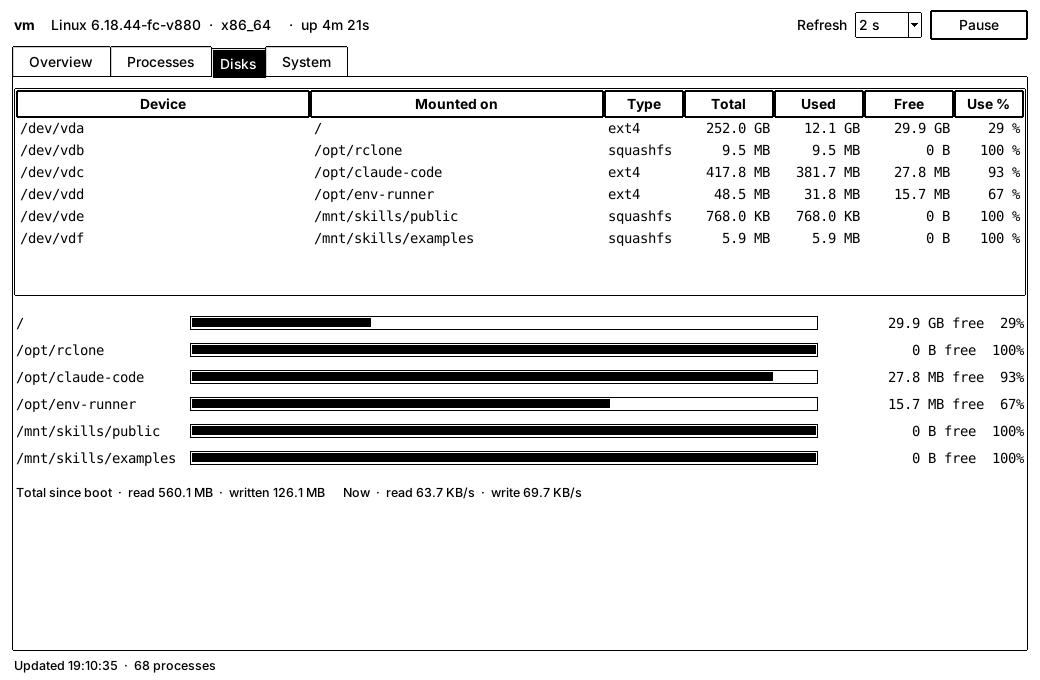 vm Linux 6.18.44-fc-v880 · x86_64 · up 4m 21s Refresh 2 s Pause
Overview Processes Disks System
Device Mounted on Type Total Used Free Use %
/dev/vda / ext4 252.0 GB 12.1 GB 29.9 GB 29 %
/dev/vdb /opt/rclone squashfs 9.5 MB 9.5 MB 0 B 100 %
/dev/vdc /opt/claude-code ext4 417.8 MB 381.7 MB 27.8 MB 93 %
/dev/vdd /opt/env-runner ext4 48.5 MB 31.8 MB 15.7 MB 67 %
/dev/vde /mnt/skills/public squashfs 768.0 KB 768.0 KB 0 B 100 %
/dev/vdf /mnt/skills/examples squashfs 5.9 MB 5.9 MB 0 B 100 %
/ 29.9 GB free 29%
/opt/rclone 0 B free 100%
/opt/claude-code 27.8 MB free 93%
/opt/env-runner 15.7 MB free 67%
/mnt/skills/public 0 B free 100%
/mnt/skills/examples 0 B free 100%
Total since boot · read 560.1 MB · written 126.1 MB Now · read 63.7 KB/s · write 69.7 KB/s
Updated 19:10:35 · 68 processes